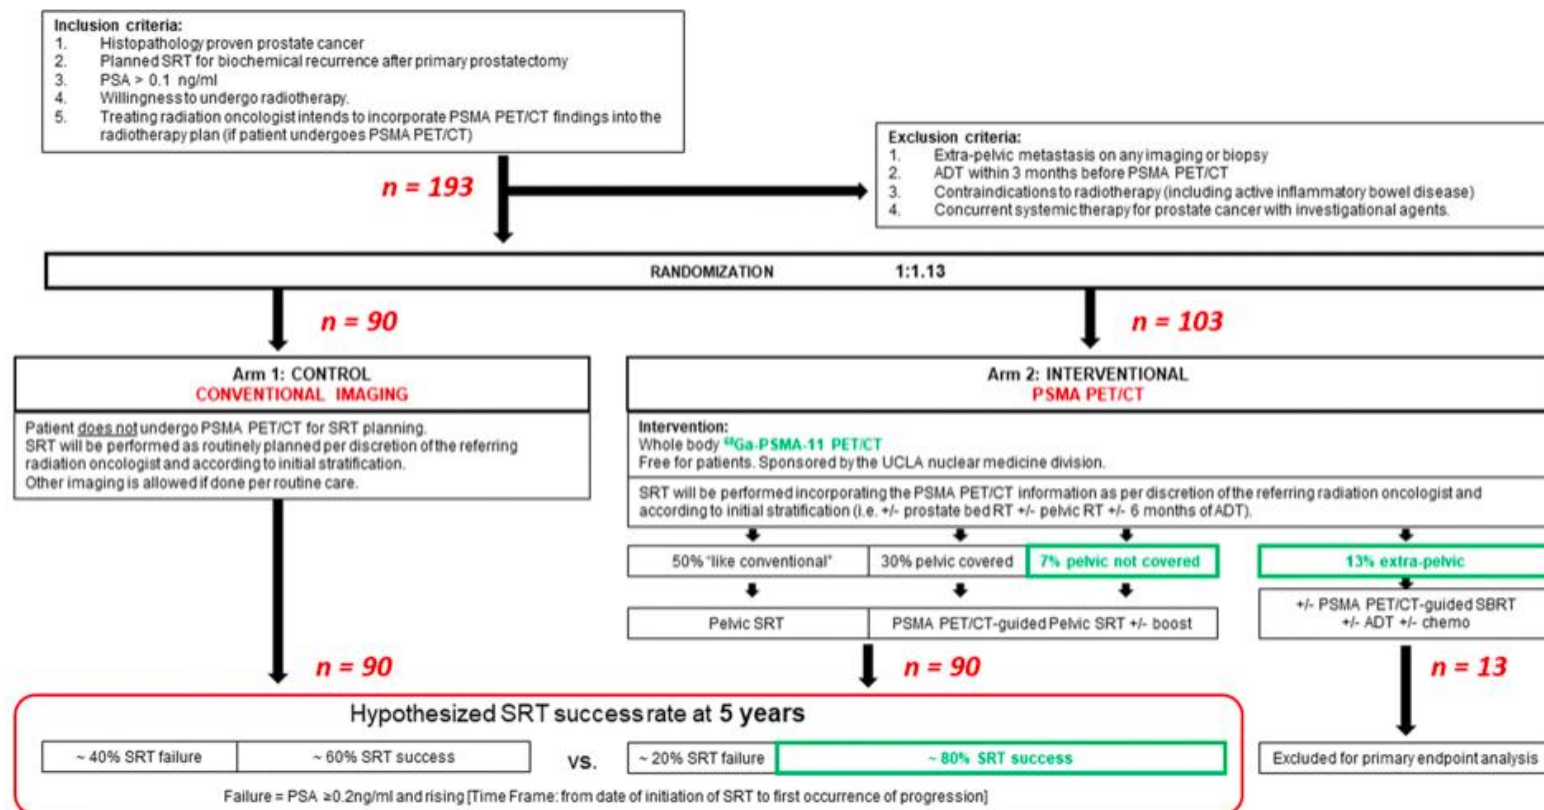 Inclusion criteria:
1. Histopathology proven prostate cancer
2. Planned SRT for biochemical recurrence after primary prostatectomy
3. PSA > 0.1 ng/ml
4. Willingness to undergo radiotherapy.
5. Treating radiation oncologist intends to incorporate PSMA PET/CT findings into the
radiotherapy plan (if patient undergoes PSMA PET/CT)
n = 193
Exclusion criteria:
1. Extra-pelvic metastasis on any imaging or biopsy
2. ADT within 3 months before PSMA PET/CT
3. Contraindications to radiotherapy (including active inflammatory bowel disease)
4. Concurrent systemic therapy for prostate cancer with investigational agents.
RANDOMIZATION 1:1.13
n = 90
n = 103
Arm 1: CONTROL
CONVENTIONAL IMAGING
Patient does not undergo PSMA PET/CT for SRT planning.
SRT will be performed as routinely planned per discretion of the referring
radiation oncologist and according to initial stratification.
Other imaging is allowed if done per routine care.
Arm 2: INTERVENTIONAL
PSMA PET/CT
Intervention:
Whole body ⁶⁸Ga-PSMA-11 PET/CT
Free for patients. Sponsored by the UCLA nuclear medicine division.
SRT will be performed incorporating the PSMA PET/CT information as per discretion of the referring radiation oncologist and
according to initial stratification (i.e. +/- prostate bed RT +/- pelvic RT +/- 6 months of ADT).
50% "like conventional"
30% pelvic covered
7% pelvic not covered
13% extra-pelvic
Pelvic SRT
PSMA PET/CT-guided Pelvic SRT +/- boost
+/- PSMA PET/CT-guided SBRT
+/- ADT +/- chemo
n = 90
n = 90
n = 13
Hypothesized SRT success rate at 5 years
~ 40% SRT failure
~ 60% SRT success
vs.
~ 20% SRT failure
~ 80% SRT success
Excluded for primary endpoint analysis
Failure = PSA ≥0.2ng/ml and rising [Time Frame: from date of initiation of SRT to first occurrence of progression]